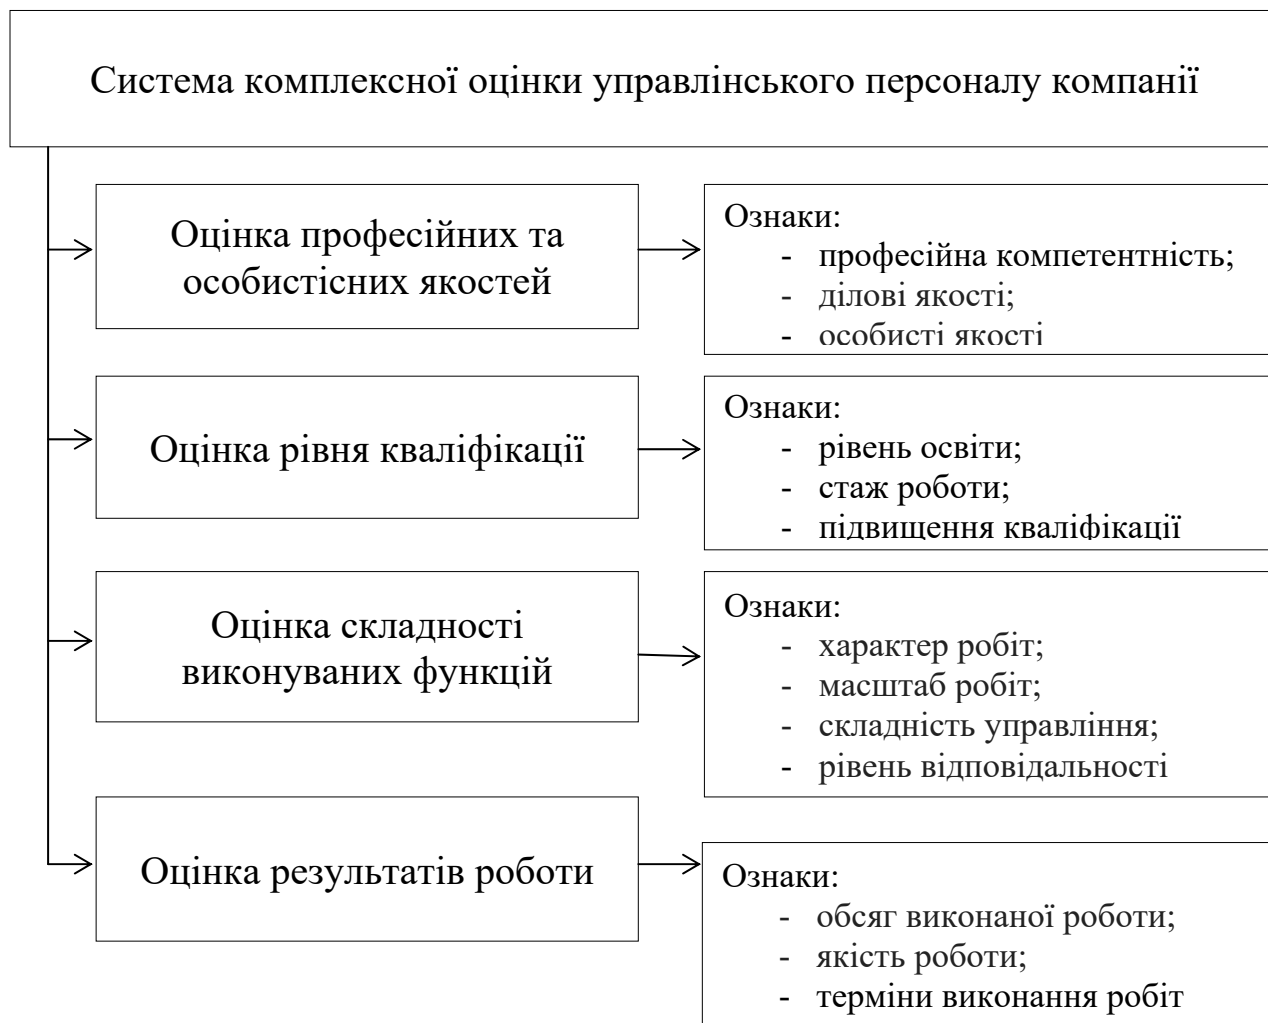 Система комплексної оцінки управлінського персоналу компанії
Оцінка професійних та
особистісних якостей
Ознаки:
- професійна компетентність;
- ділові якості;
- особисті якості
Оцінка рівня кваліфікації
Ознаки:
- рівень освіти;
- стаж роботи;
- підвищення кваліфікації
Оцінка складності
виконуваних функцій
Ознаки:
- характер робіт;
- масштаб робіт;
- складність управління;
- рівень відповідальності
Оцінка результатів роботи
Ознаки:
- обсяг виконаної роботи;
- якість роботи;
- терміни виконання робіт